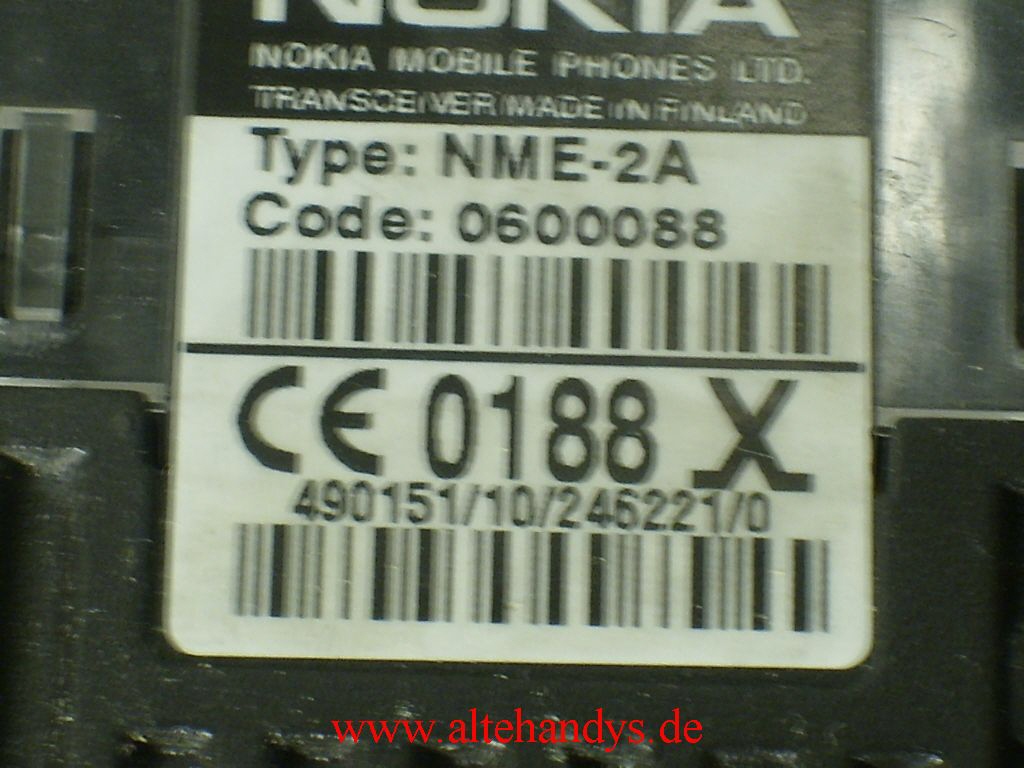 NOKIA
NOKIA MOBILE PHONES LTD.
TRANSCEIVER MADE IN FINLAND
Type: NME-2A
Code: 0600088
CE 0188 X
490151/10/246221/0
www.altehandys.de